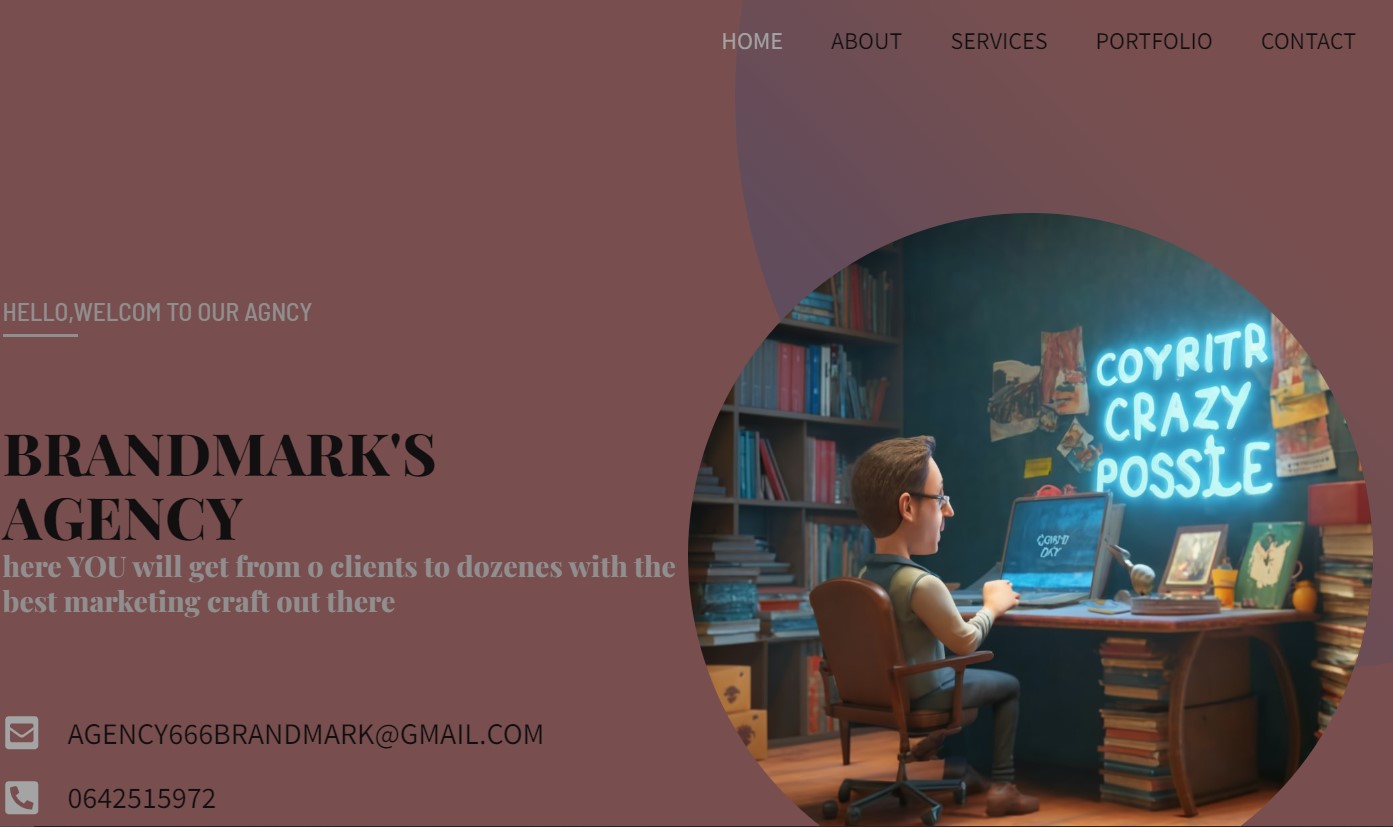 HOME ABOUT SERVICES PORTFOLIO CONTACT
HELLO,WELCOM TO OUR AGNCY
BRANDMARK'S
AGENCY
here YOU will get from o clients to dozenes with the
best marketing craft out there
AGENCY666BRANDMARK@GMAIL.COM
0642515972
COYRITR
CRAZY
POSSIE